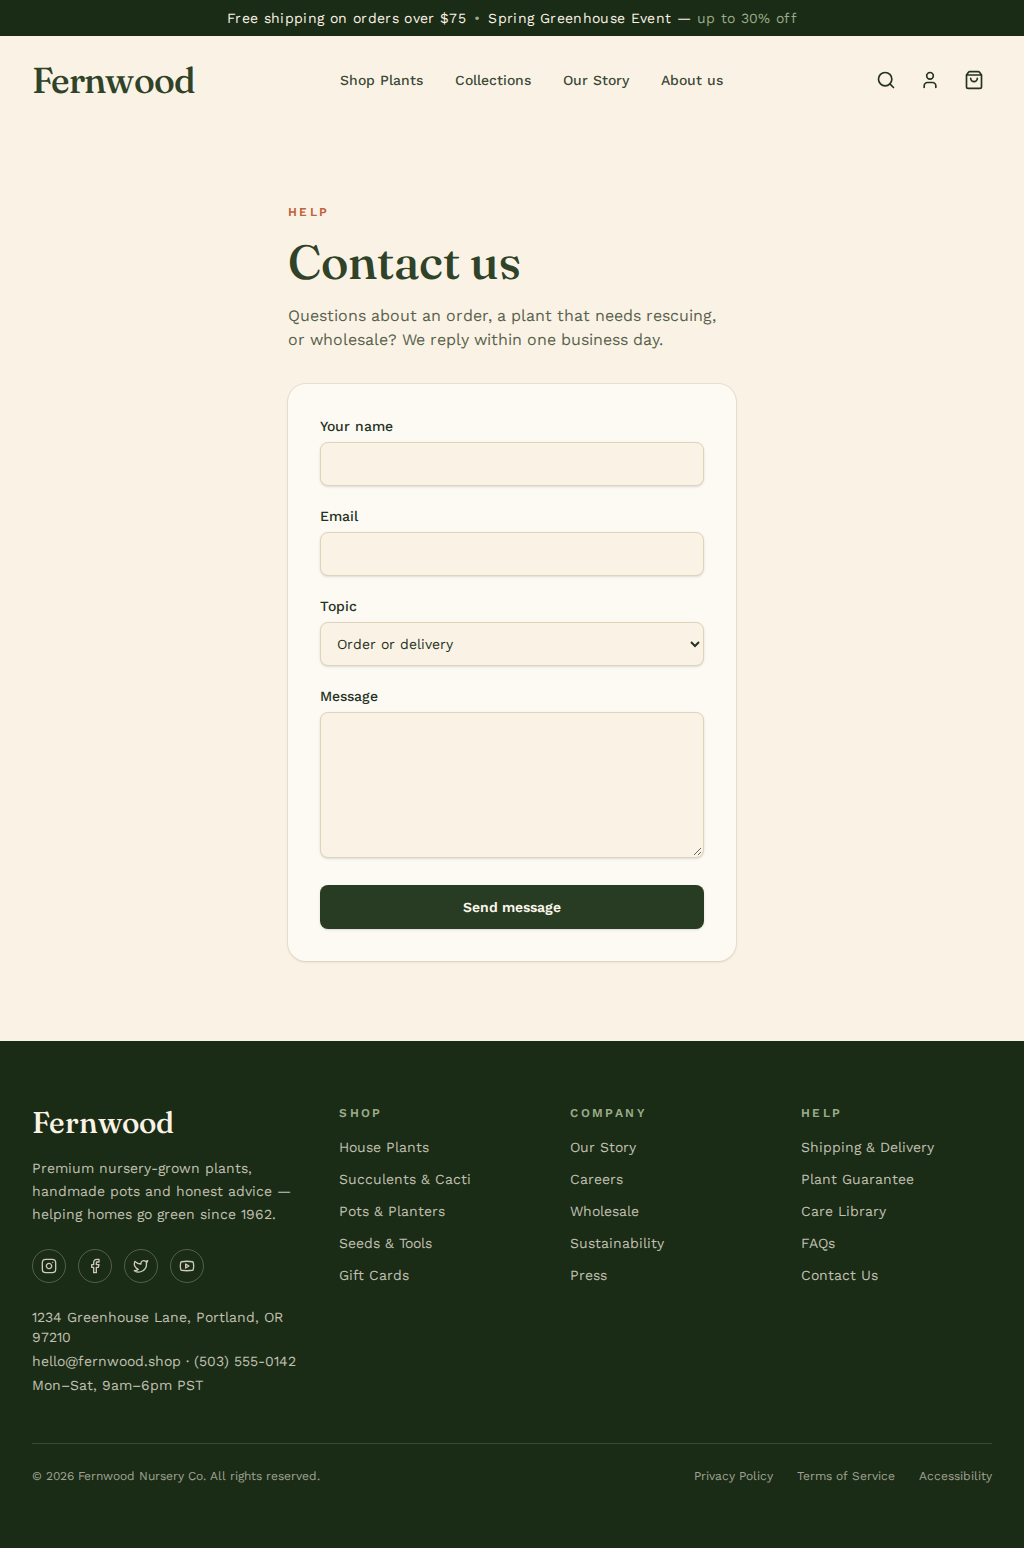 Free shipping on orders over $75 • Spring Greenhouse Event — up to 30% off
Fernwood
Shop Plants
Collections
Our Story
About us
HELP
Contact us
Questions about an order, a plant that needs rescuing,
or wholesale? We reply within one business day.
Your name
Email
Topic
Order or delivery
Message
Send message
Fernwood
Premium nursery-grown plants,
handmade pots and honest advice —
helping homes go green since 1962.
1234 Greenhouse Lane, Portland, OR
97210
hello@fernwood.shop · (503) 555-0142
Mon–Sat, 9am–6pm PST
SHOP
House Plants
Succulents & Cacti
Pots & Planters
Seeds & Tools
Gift Cards
COMPANY
Our Story
Careers
Wholesale
Sustainability
Press
HELP
Shipping & Delivery
Plant Guarantee
Care Library
FAQs
Contact Us
© 2026 Fernwood Nursery Co. All rights reserved.
Privacy Policy
Terms of Service
Accessibility